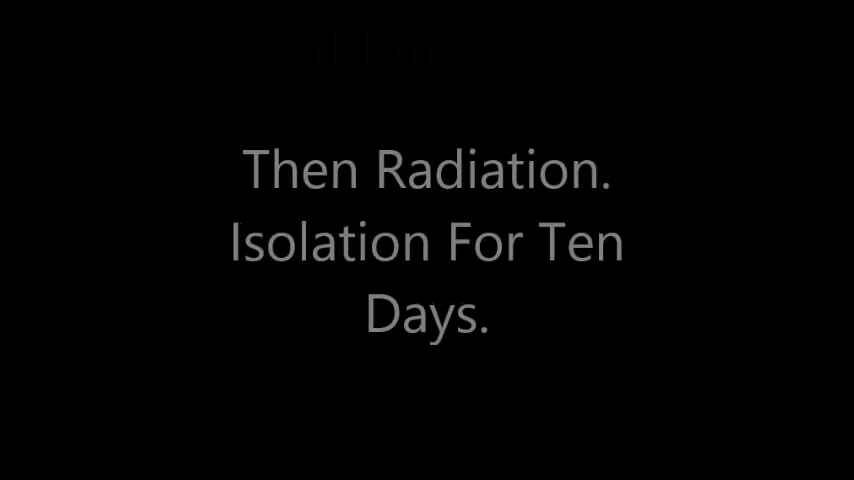 Then Radiation.
Isolation For Ten
Days.